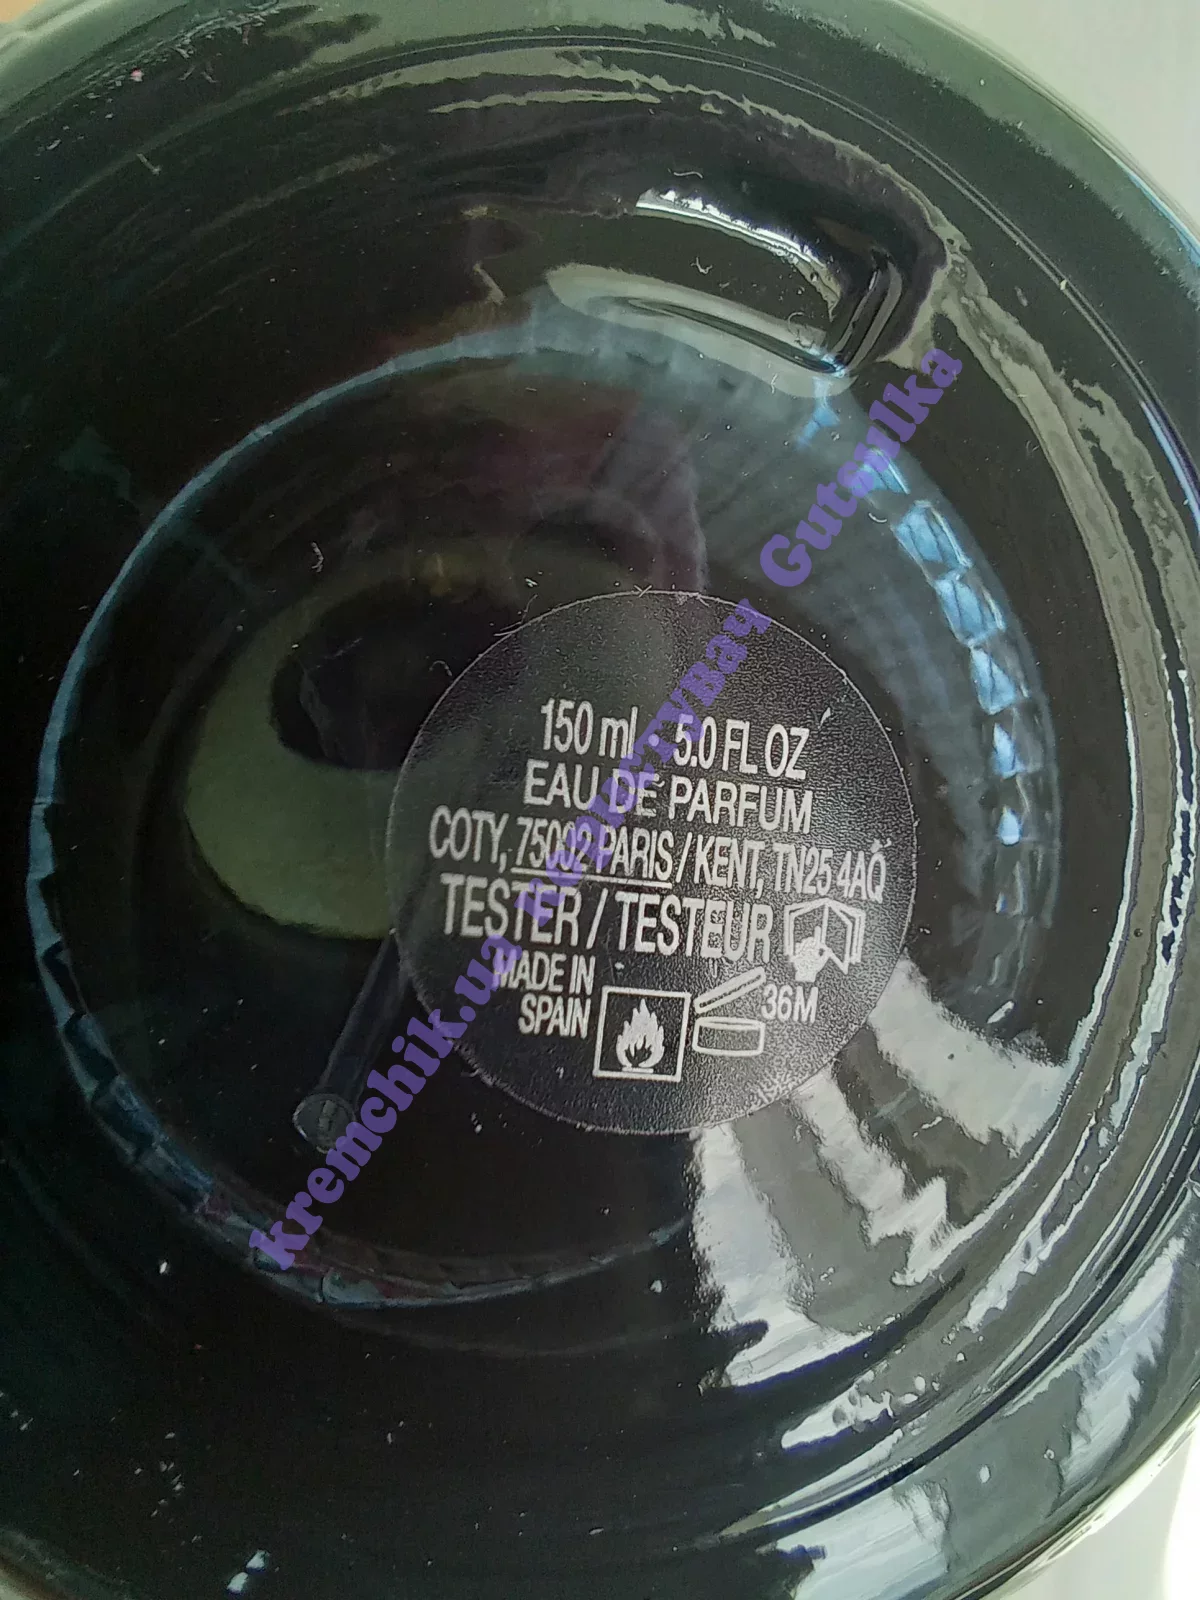 150 ml · 5.0 FL OZ
EAU DE PARFUM
COTY, 75002 PARIS / KENT, TN25 4AQ
TESTER / TESTEUR
MADE IN
SPAIN
36M
kremchik.ua Користувач Gutsulka